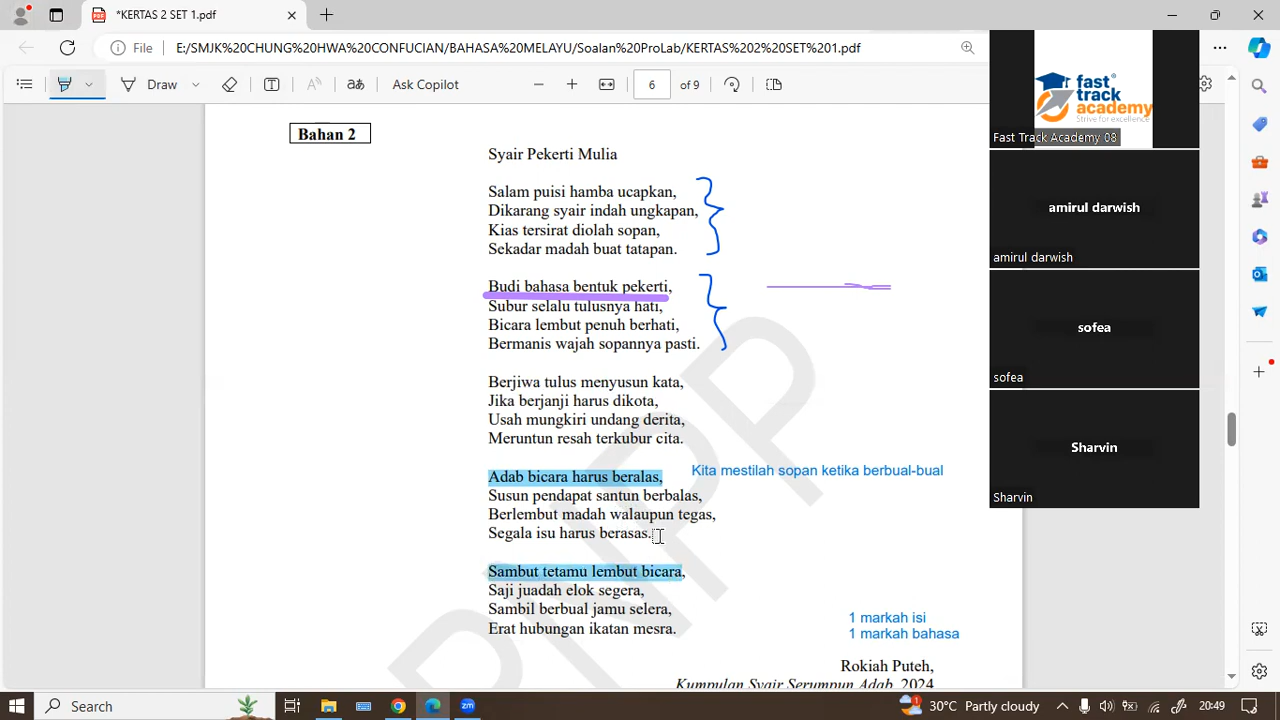 *KERTAS 2 SET 1.pdf
File
E:/SMJK%20CHUNG%20HWA%20CONFUCIAN/BAHASA%20MELAYU/Soalan%20ProLab/KERTAS%202%20SET%201.pdf
Draw
Ask Copilot
6 of 9
Bahan 2
Syair Pekerti Mulia
Salam puisi hamba ucapkan,
Dikarang syair indah ungkapan,
Kias tersirat diolah sopan,
Sekadar madah buat tatapan.
Budi bahasa bentuk pekerti,
Subur selalu tulusnya hati,
Bicara lembut penuh berhati,
Bermanis wajah sopannya pasti.
Berjiwa tulus menyusun kata,
Jika berjanji harus dikota,
Usah mungkiri undang derita,
Meruntun resah terkubur cita.
Adab bicara harus beralas,
Kita mestilah sopan ketika berbual-bual
Susun pendapat santun berbalas,
Berlembut madah walaupun tegas,
Segala isu harus berasas.
Sambut tetamu lembut bicara,
Saji juadah elok segera,
Sambil berbual jamu selera,
Erat hubungan ikatan mesra.
1 markah isi
1 markah bahasa
Rokiah Puteh,
Kumpulan Syair Serumpun Adab, 2024
PNPP
fast track academy
Strive for excellence
Fast Track Academy 08
amirul darwish
amirul darwish
sofea
sofea
Sharvin
Sharvin
Search
30°C Partly cloudy
20:49